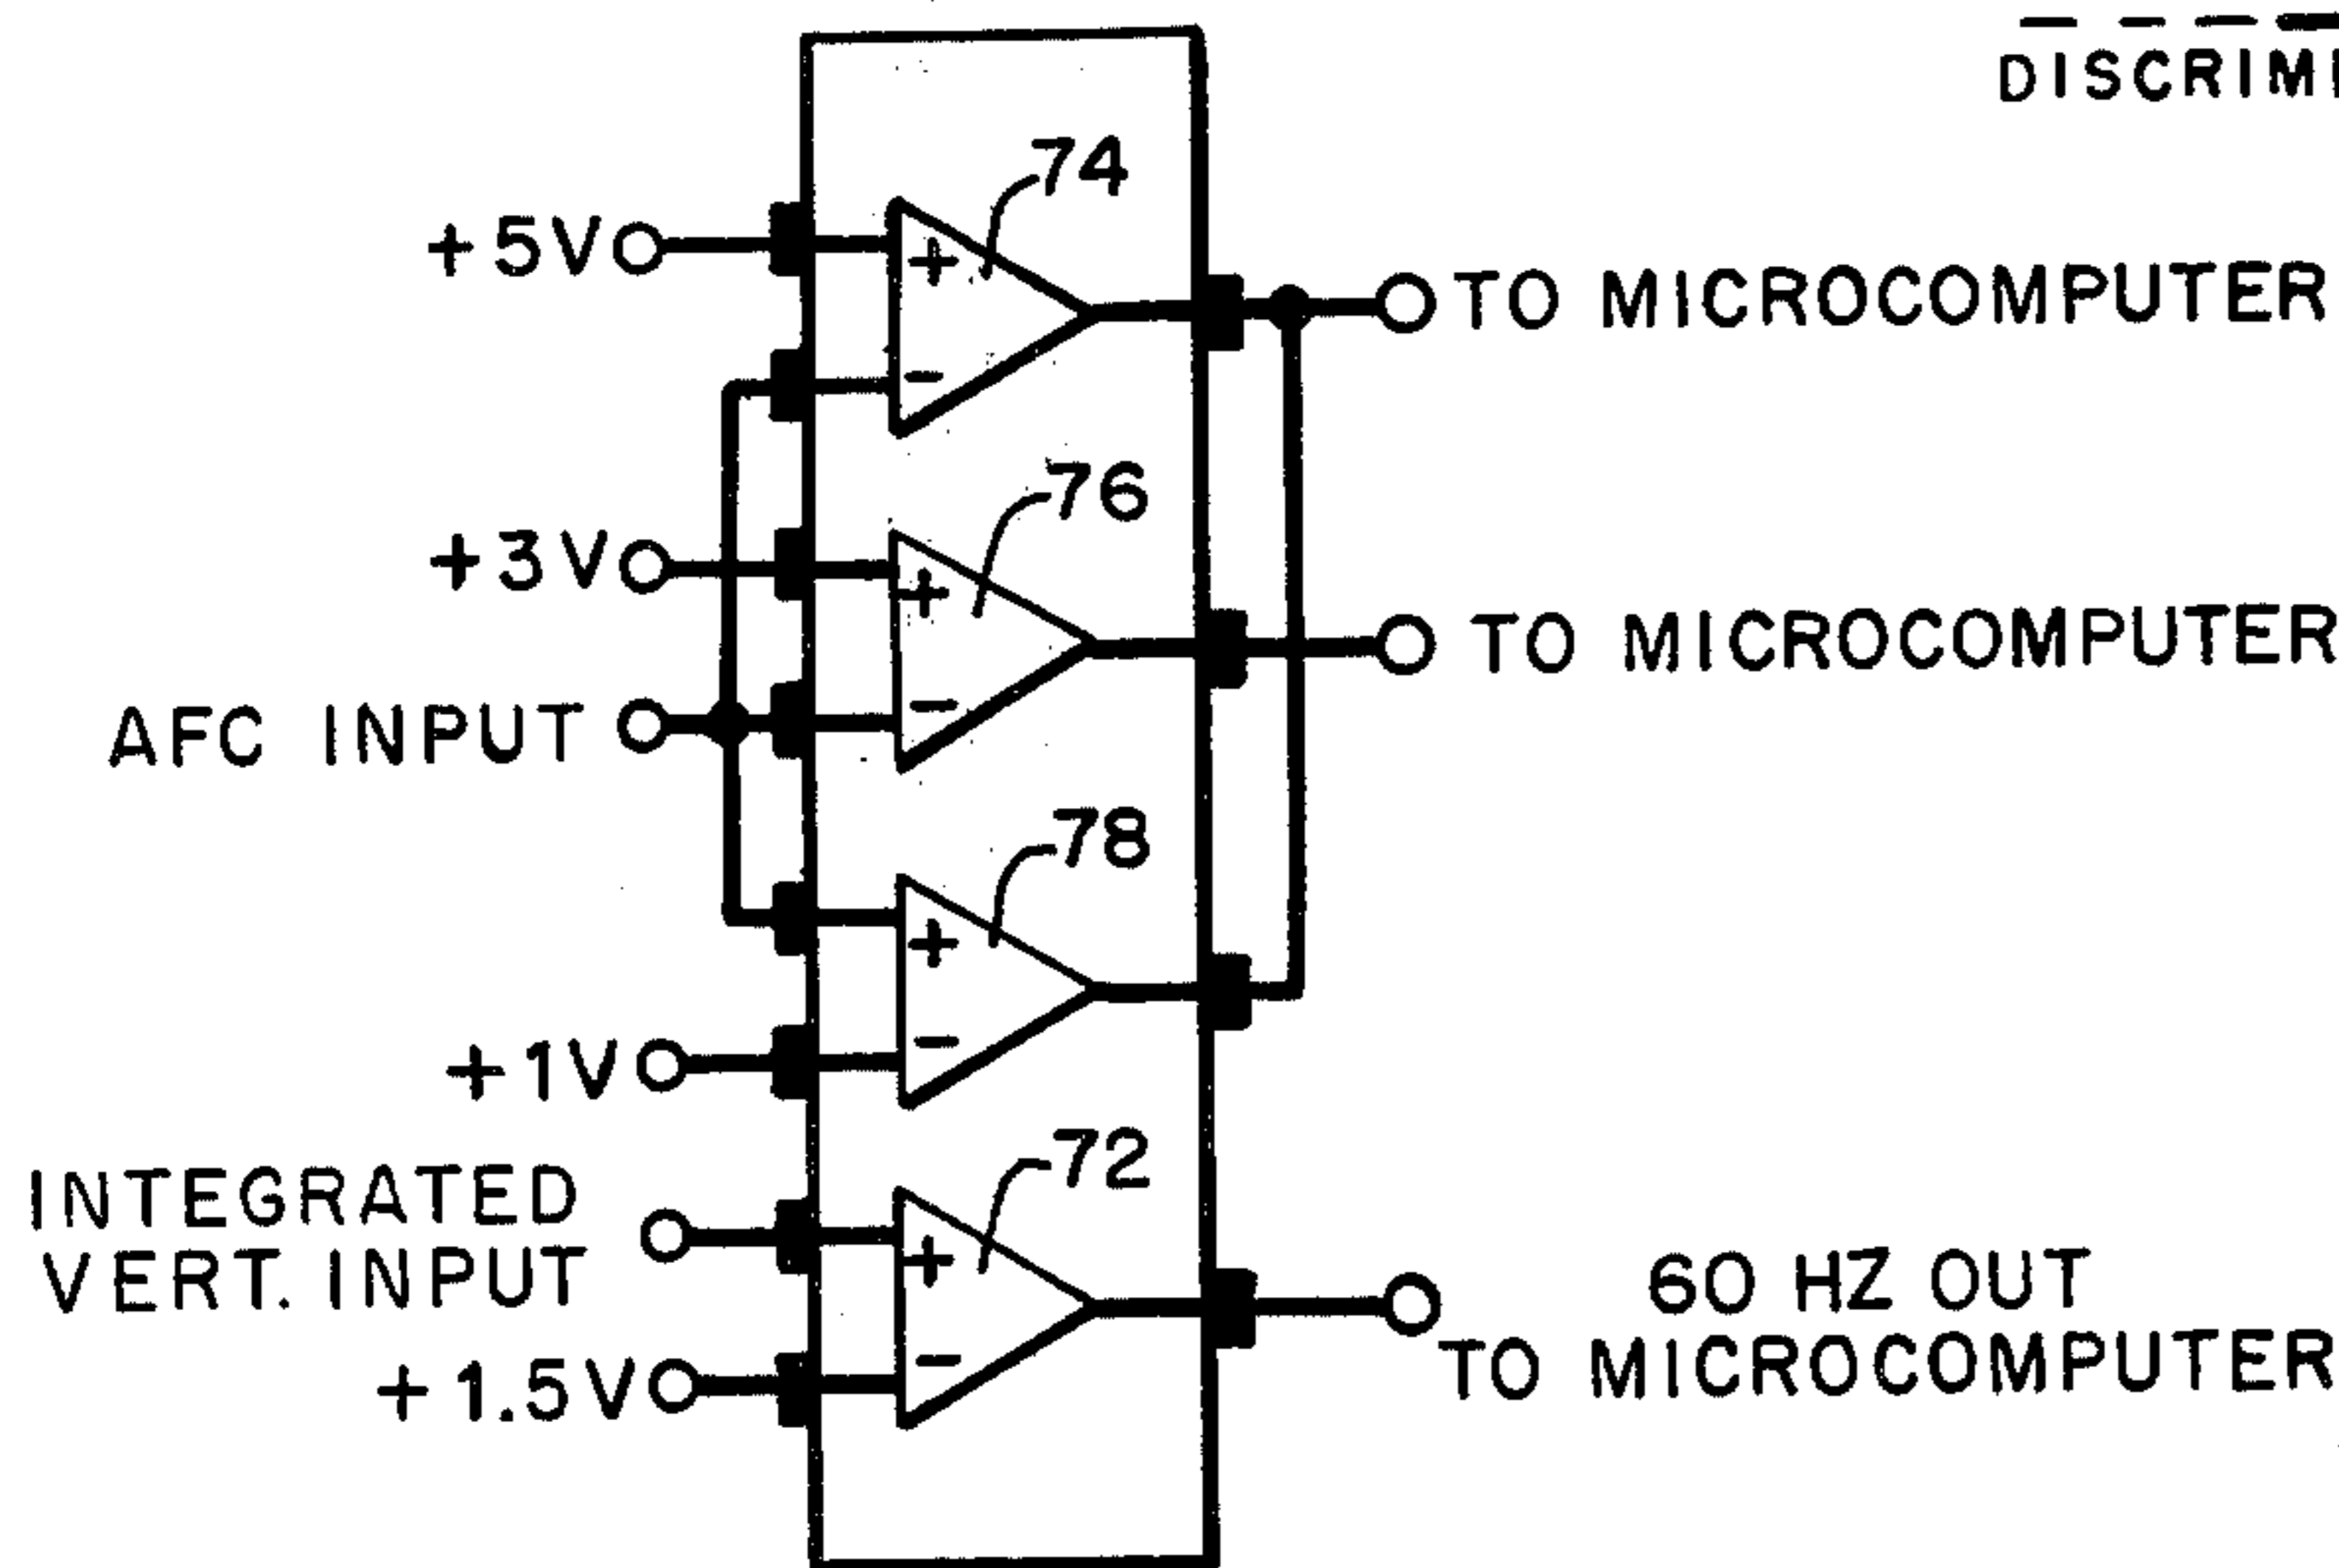 DISCRIMI
74
+5V
+
TO MICROCOMPUTER
-
76
+3V
+
TO MICROCOMPUTER
AFC INPUT
-
78
+
-
+1V
72
INTEGRATED
VERT. INPUT
+
60 HZ OUT
TO MICROCOMPUTER
-
+1.5V